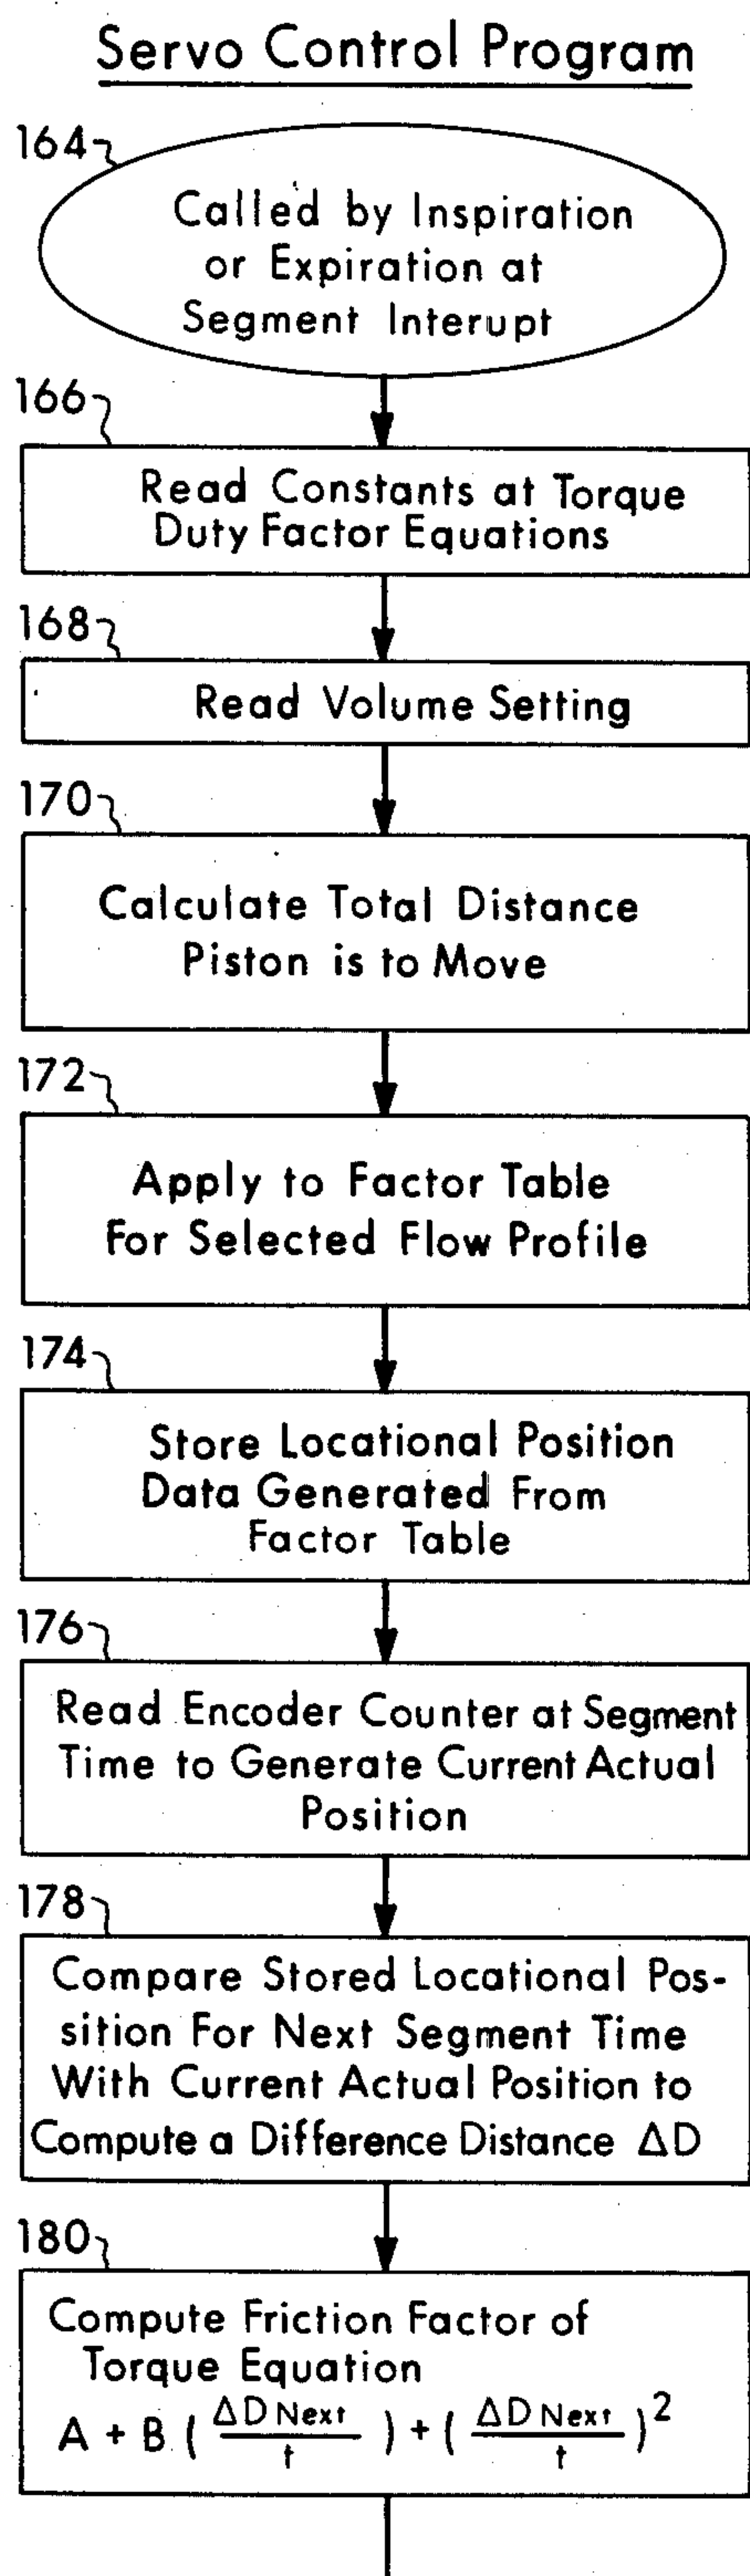 Servo Control Program
164
Called by Inspiration
or Expiration at
Segment Interupt
166
Read Constants at Torque
Duty Factor Equations
168
Read Volume Setting
170
Calculate Total Distance
Piston is to Move
172
Apply to Factor Table
For Selected Flow Profile
174
Store Locational Position
Data Generated From
Factor Table
176
Read Encoder Counter at Segment
Time to Generate Current Actual
Position
178
Compare Stored Locational Pos-
sition For Next Segment Time
With Current Actual Position to
Compute a Difference Distance ΔD
180
Compute Friction Factor of
Torque Equation
A + B ( ΔD Next / t ) + ( ΔD Next / t )²